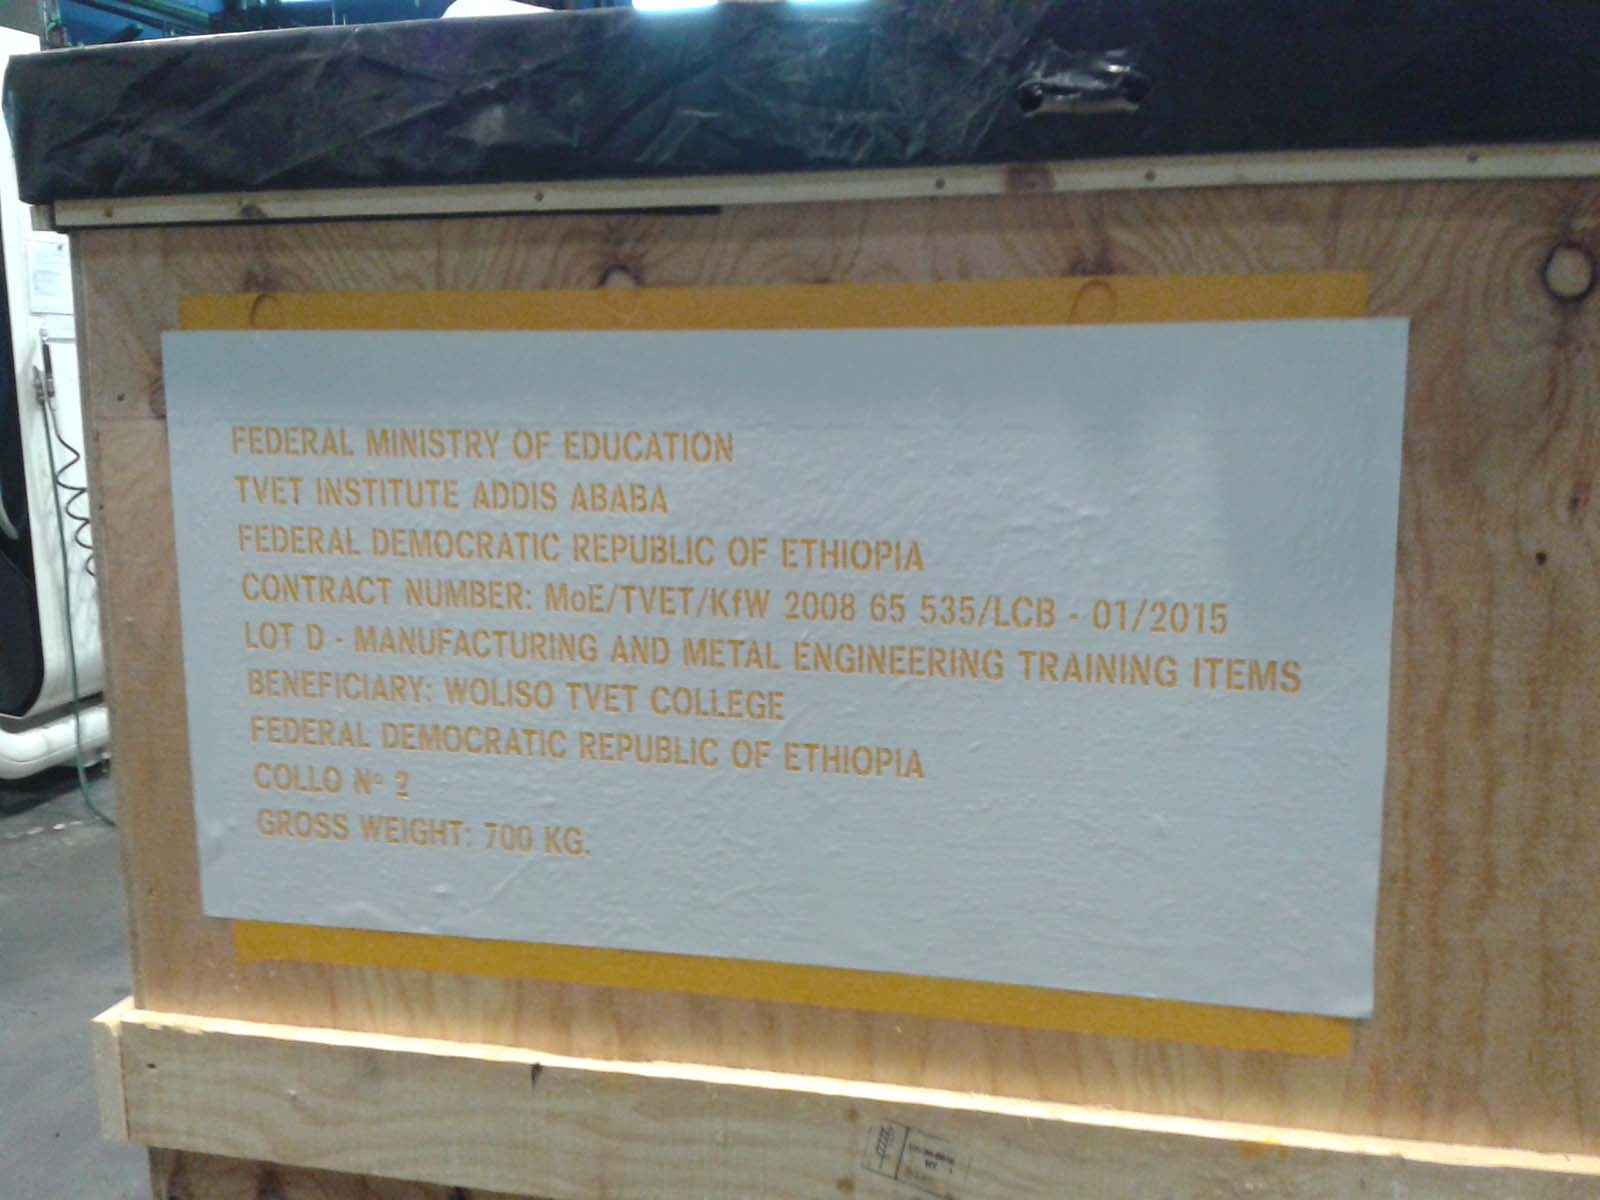 FEDERAL MINISTRY OF EDUCATION
TVET INSTITUTE ADDIS ABABA
FEDERAL DEMOCRATIC REPUBLIC OF ETHIOPIA
CONTRACT NUMBER: MoE/TVET/KfW 2008 65 535/LCB - 01/2015
LOT D - MANUFACTURING AND METAL ENGINEERING TRAINING ITEMS
BENEFICIARY: WOLISO TVET COLLEGE
FEDERAL DEMOCRATIC REPUBLIC OF ETHIOPIA
COLLO Nº 2
GROSS WEIGHT: 700 KG.
HT